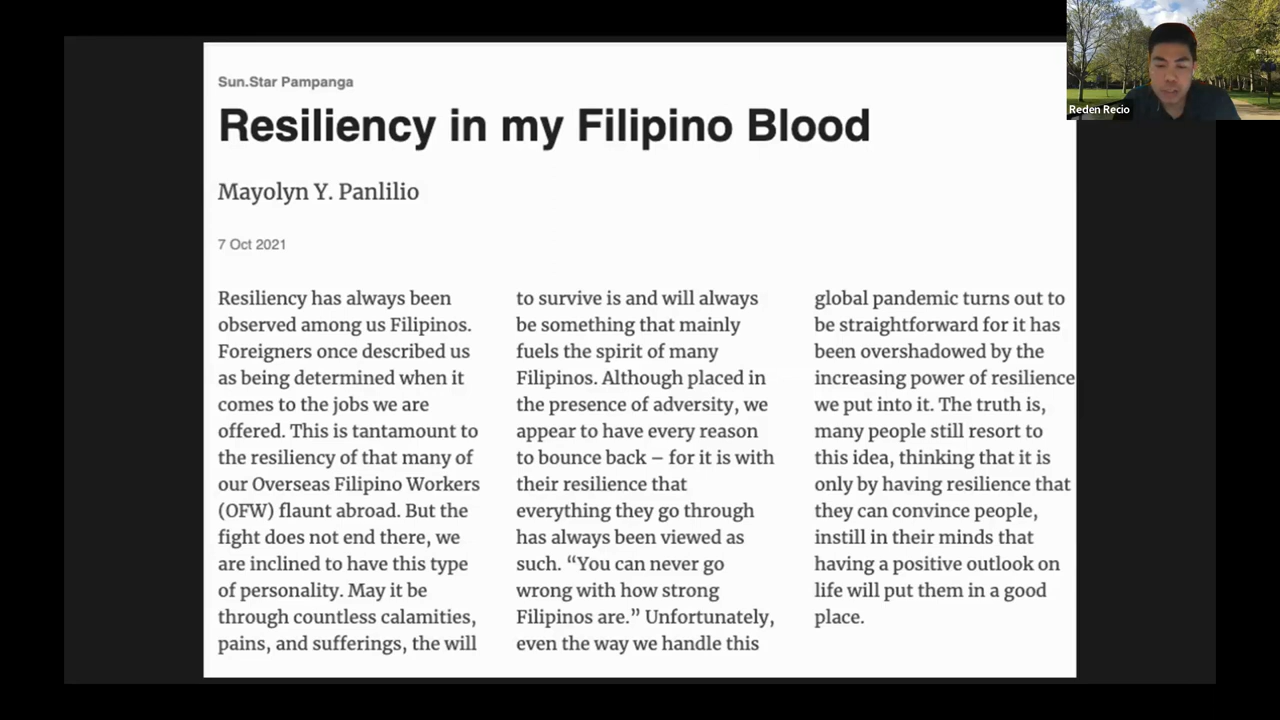 Sun.Star Pampanga
Resiliency in my Filipino Blood
Mayolyn Y. Panlilio
7 Oct 2021
Resiliency has always been
observed among us Filipinos.
Foreigners once described us
as being determined when it
comes to the jobs we are
offered. This is tantamount to
the resiliency of that many of
our Overseas Filipino Workers
(OFW) flaunt abroad. But the
fight does not end there, we
are inclined to have this type
of personality. May it be
through countless calamities,
pains, and sufferings, the will
to survive is and will always
be something that mainly
fuels the spirit of many
Filipinos. Although placed in
the presence of adversity, we
appear to have every reason
to bounce back – for it is with
their resilience that
everything they go through
has always been viewed as
such. “You can never go
wrong with how strong
Filipinos are.” Unfortunately,
even the way we handle this
global pandemic turns out to
be straightforward for it has
been overshadowed by the
increasing power of resilience
we put into it. The truth is,
many people still resort to
this idea, thinking that it is
only by having resilience that
they can convince people,
instill in their minds that
having a positive outlook on
life will put them in a good
place.
Reden Recio